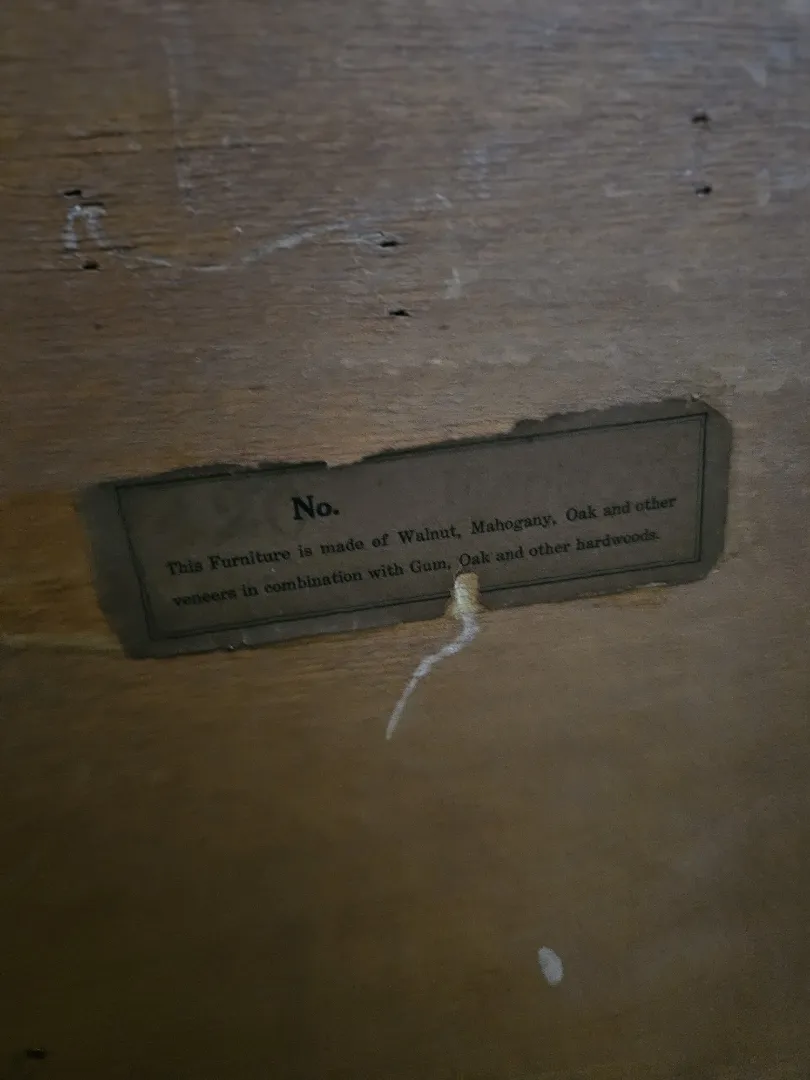 No.
This Furniture is made of Walnut, Mahogany, Oak and other
veneers in combination with Gum, Oak and other hardwoods.